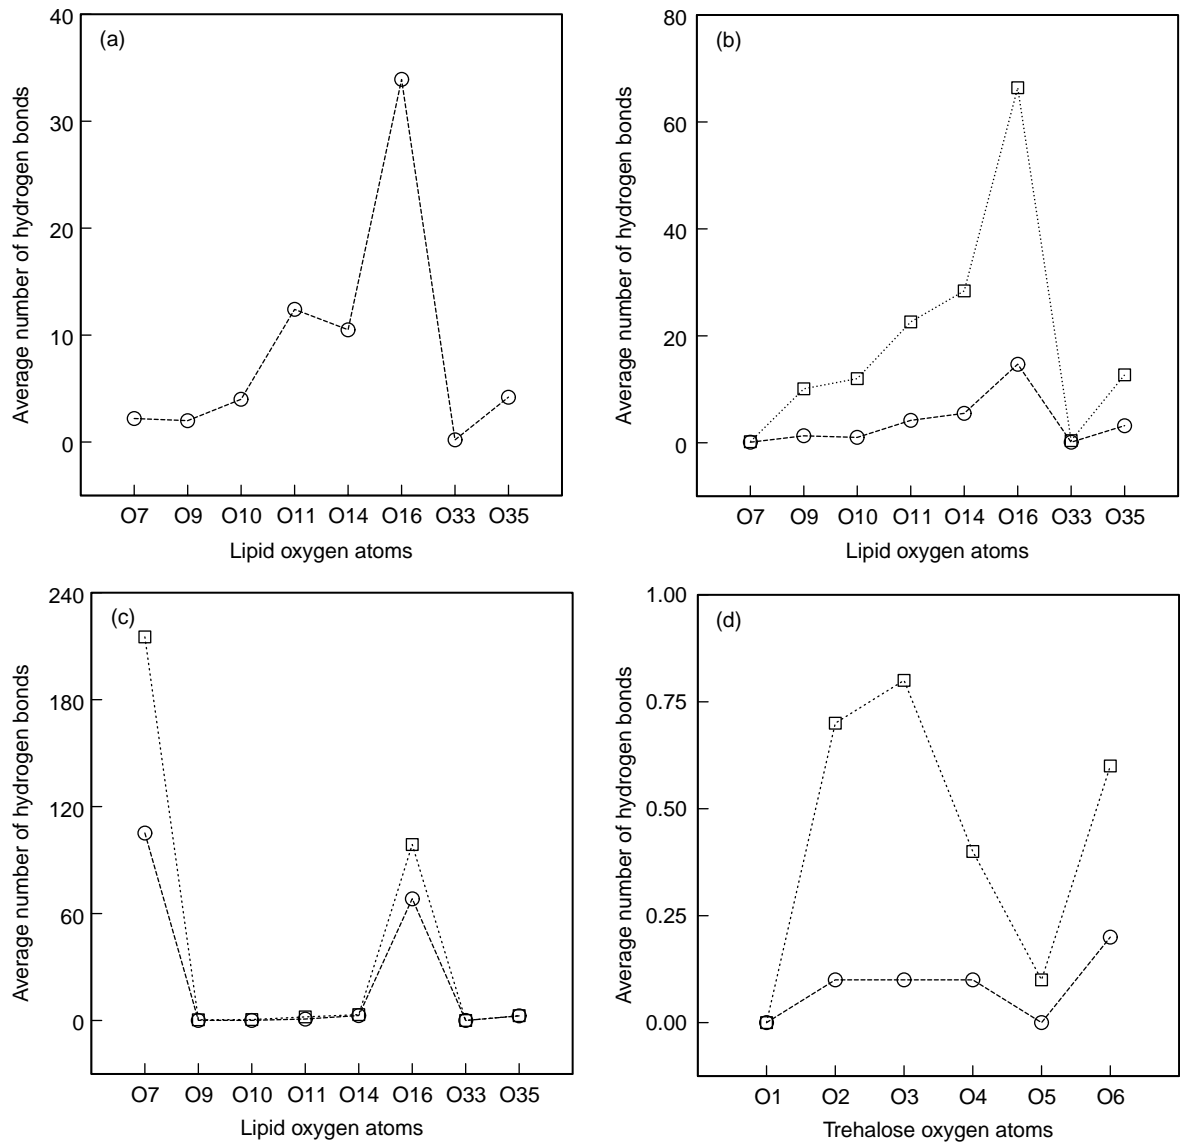 (a)
Average number of hydrogen bonds
40
30
20
10
0
O7 O9 O10 O11 O14 O16 O33 O35
Lipid oxygen atoms
(b)
Average number of hydrogen bonds
80
60
40
20
0
O7 O9 O10 O11 O14 O16 O33 O35
Lipid oxygen atoms
(c)
Average number of hydrogen bonds
240
180
120
60
0
O7 O9 O10 O11 O14 O16 O33 O35
Lipid oxygen atoms
(d)
Average number of hydrogen bonds
1.00
0.75
0.50
0.25
0.00
O1 O2 O3 O4 O5 O6
Trehalose oxygen atoms